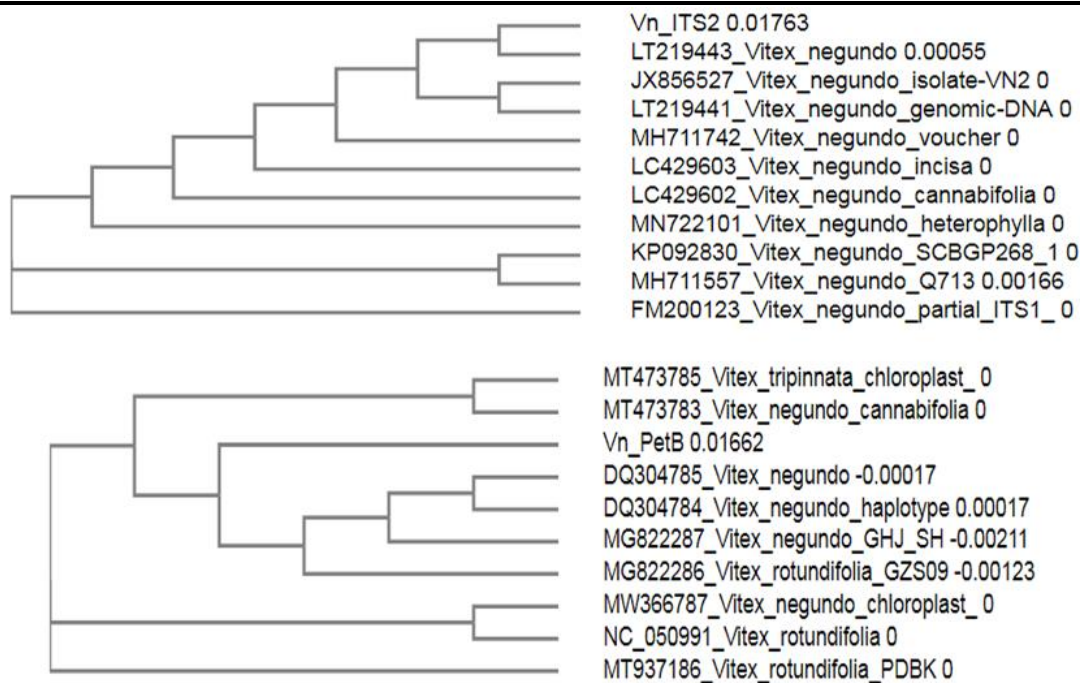 Vn_ITS2 0.01763
LT219443_Vitex_negundo 0.00055
JX856527_Vitex_negundo_isolate-VN2 0
LT219441_Vitex_negundo_genomic-DNA 0
MH711742_Vitex_negundo_voucher 0
LC429603_Vitex_negundo_incisa 0
LC429602_Vitex_negundo_cannabifolia 0
MN722101_Vitex_negundo_heterophylla 0
KP092830_Vitex_negundo_SCBGP268_1 0
MH711557_Vitex_negundo_Q713 0.00166
FM200123_Vitex_negundo_partial_ITS1_ 0
MT473785_Vitex_tripinnata_chloroplast_ 0
MT473783_Vitex_negundo_cannabifolia 0
Vn_PetB 0.01662
DQ304785_Vitex_negundo -0.00017
DQ304784_Vitex_negundo_haplotype 0.00017
MG822287_Vitex_negundo_GHJ_SH -0.00211
MG822286_Vitex_rotundifolia_GZS09 -0.00123
MW366787_Vitex_negundo_chloroplast_ 0
NC_050991_Vitex_rotundifolia 0
MT937186_Vitex_rotundifolia_PDBK 0